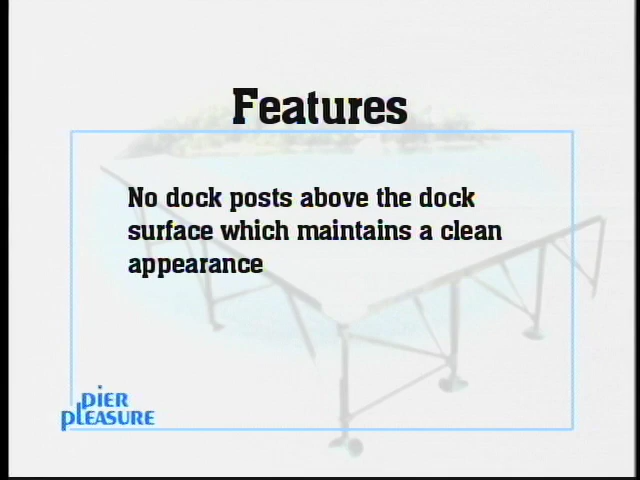 Features
No dock posts above the dock
surface which maintains a clean
appearance
PiER
PLEASURE